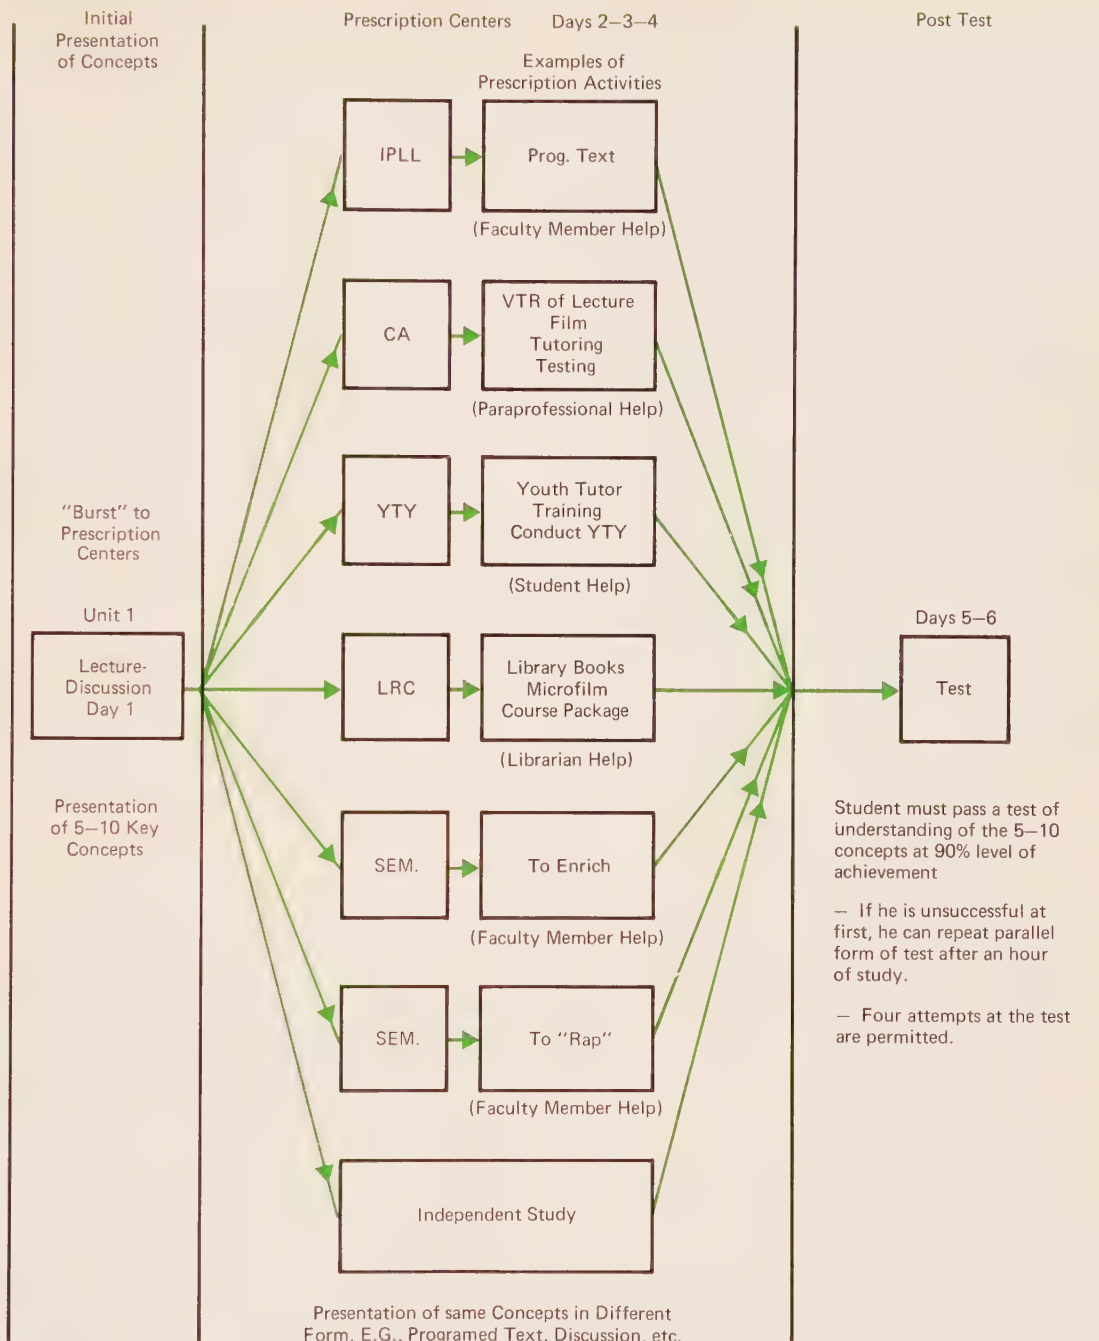 Initial
Presentation
of Concepts
Prescription Centers Days 2–3–4
Post Test
Examples of
Prescription Activities
IPLL
Prog. Text
(Faculty Member Help)
CA
VTR of Lecture
Film
Tutoring
Testing
(Paraprofessional Help)
YTY
Youth Tutor
Training
Conduct YTY
(Student Help)
"Burst" to
Prescription
Centers
Unit 1
Lecture-
Discussion
Day 1
Presentation
of 5–10 Key
Concepts
LRC
Library Books
Microfilm
Course Package
(Librarian Help)
SEM.
To Enrich
(Faculty Member Help)
SEM.
To "Rap"
(Faculty Member Help)
Independent Study
Presentation of same Concepts in Different
Form, E.G., Programed Text, Discussion, etc.
Days 5–6
Test
Student must pass a test of
understanding of the 5–10
concepts at 90% level of
achievement
– If he is unsuccessful at
first, he can repeat parallel
form of test after an hour
of study.
– Four attempts at the test
are permitted.